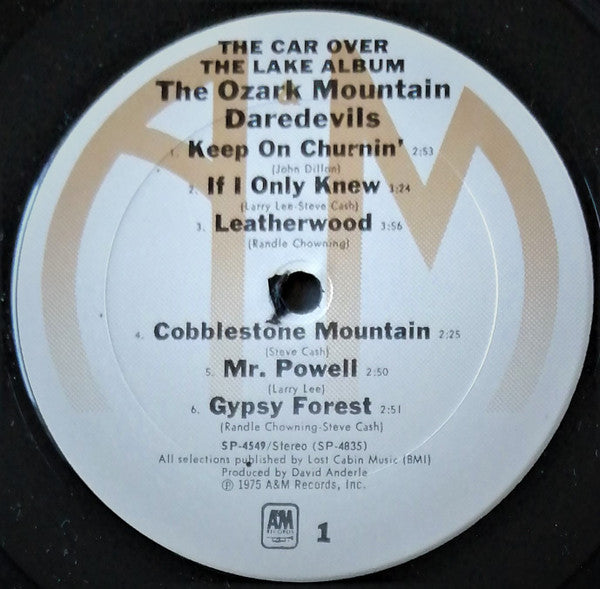 THE CAR OVER
THE LAKE ALBUM
The Ozark Mountain
Daredevils
1. Keep On Churnin' 2:53
(John Dillon)
2. If I Only Knew 3:24
(Larry Lee-Steve Cash)
3. Leatherwood 3:56
(Randle Chowning)
4. Cobblestone Mountain 2:25
(Steve Cash)
5. Mr. Powell 2:50
(Larry Lee)
6. Gypsy Forest 2:51
(Randle Chowning-Steve Cash)
SP-4549/Stereo (SP-4835)
All selections published by Lost Cabin Music (BMI)
Produced by David Anderle
℗ 1975 A&M Records, Inc.
A&M
RECORDS
1